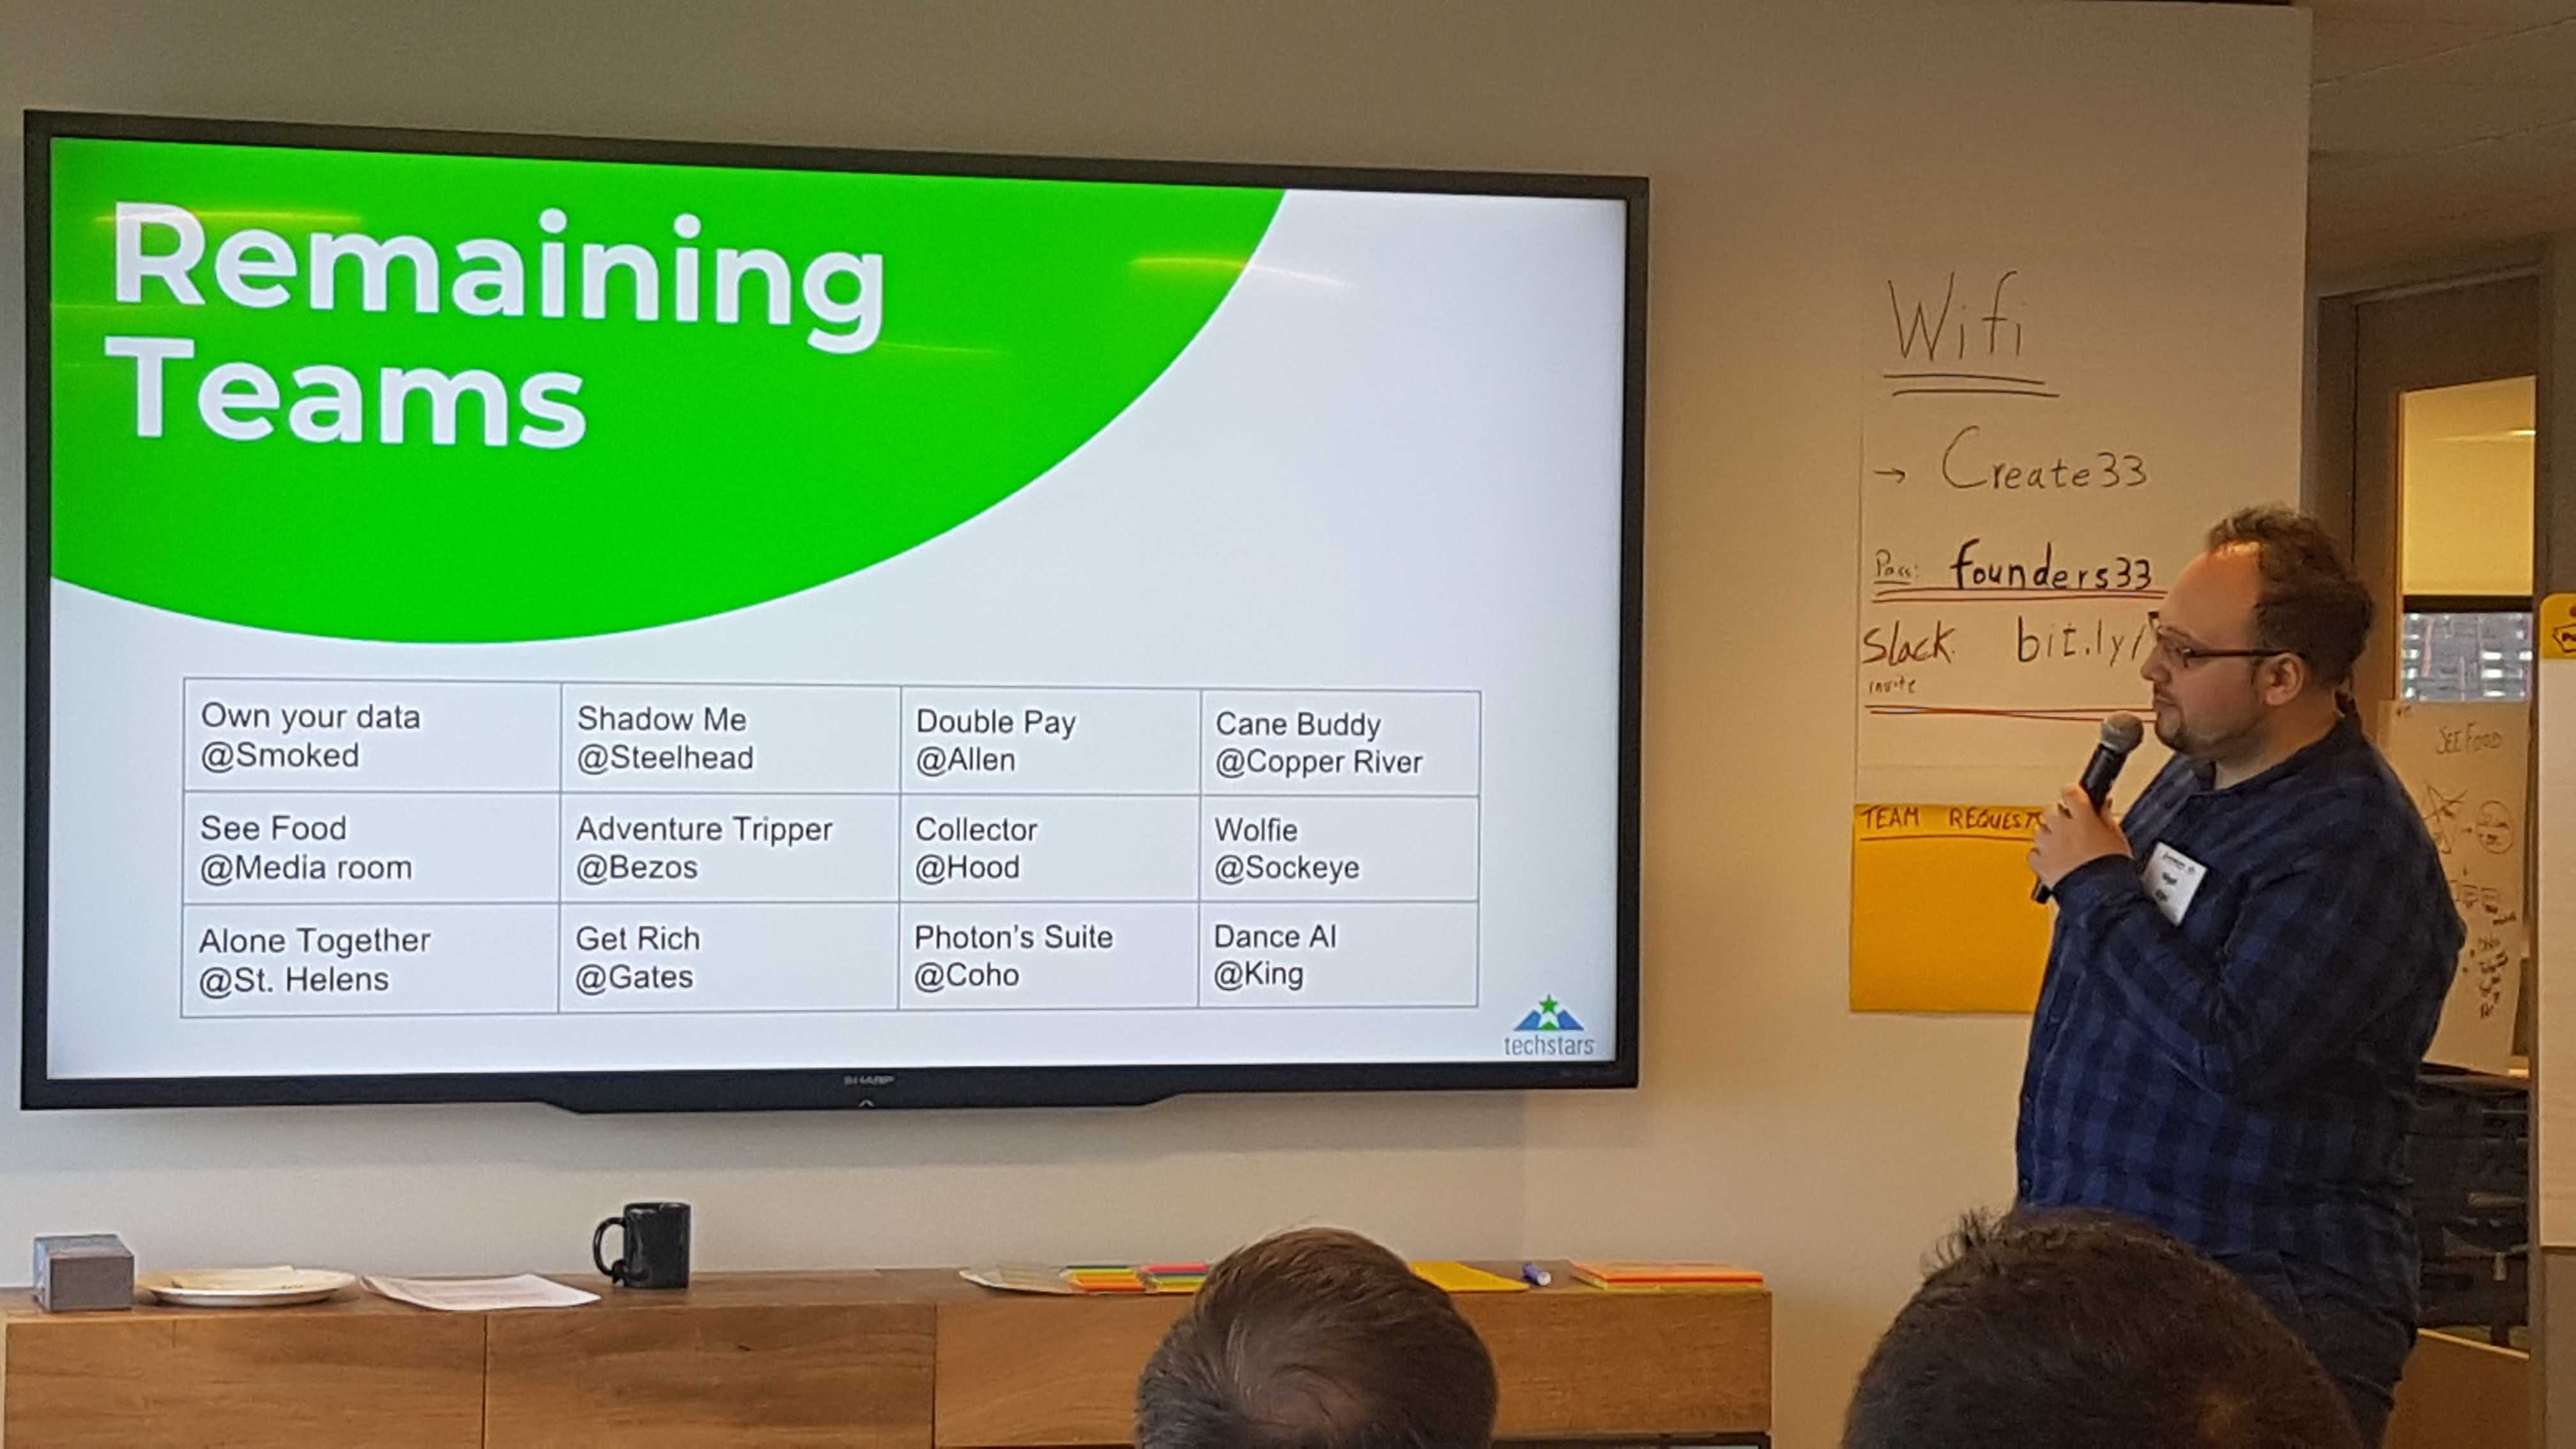 Remaining
Teams
Own your data
@Smoked
Shadow Me
@Steelhead
Double Pay
@Allen
Cane Buddy
@Copper River
See Food
@Media room
Adventure Tripper
@Bezos
Collector
@Hood
Wolfie
@Sockeye
Alone Together
@St. Helens
Get Rich
@Gates
Photon's Suite
@Coho
Dance AI
@King
techstars
SHARP
Wifi
→ Create33
Pass: founders33
Slack bit.ly/
invite
TEAM REQUESTS
SEE FOOD